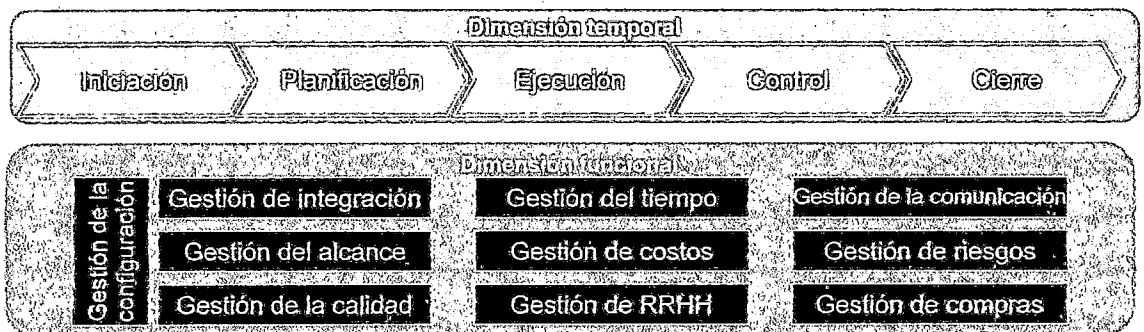 Dimensión temporal
Iniciación
Planificación
Ejecución
Control
Cierre
Dimensión funcional
Gestión de la
configuración
Gestión de integración
Gestión del tiempo
Gestión de la comunicación
Gestión del alcance
Gestión de costos
Gestión de riesgos
Gestión de la calidad
Gestión de RRHH
Gestión de compras